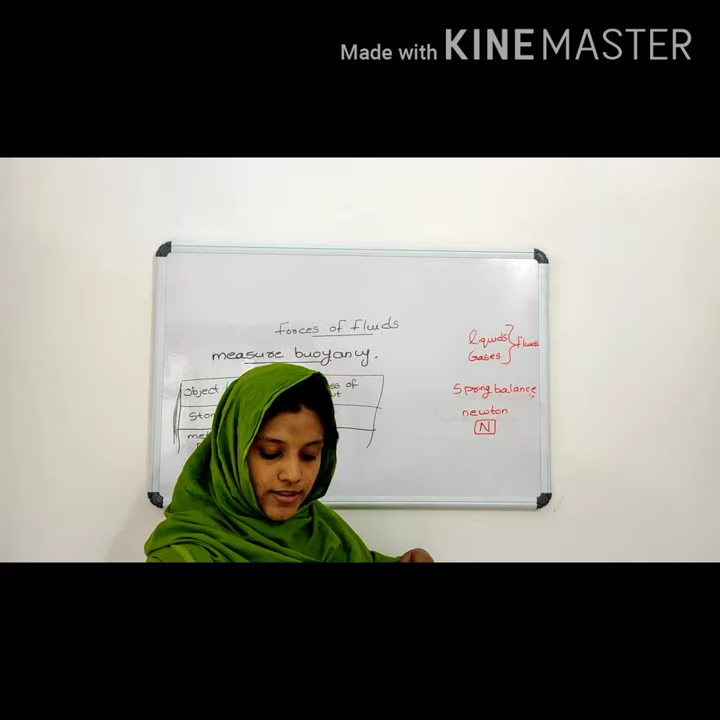 Made with KINEMASTER
Forces of fluids
measure buoyancy.
liquids
Gases
fluids
Object
Spring balance
newton
N